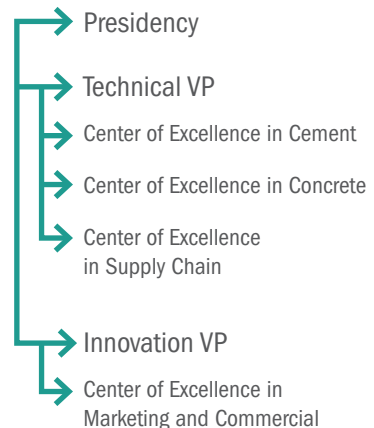 Presidency
Technical VP
Center of Excellence in Cement
Center of Excellence in Concrete
Center of Excellence
in Supply Chain
Innovation VP
Center of Excellence in
Marketing and Commercial